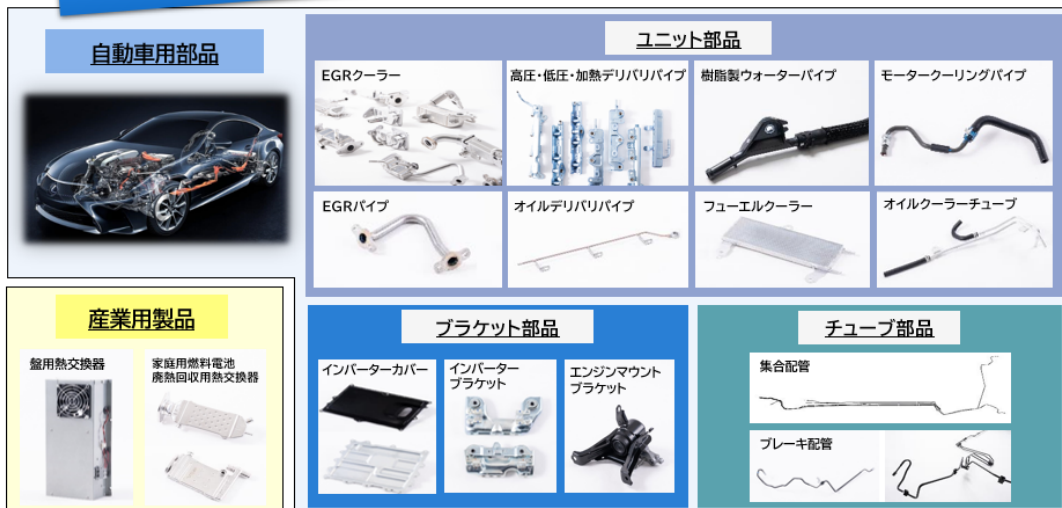 自動車用部品
ユニット部品
EGRクーラー
高圧・低圧・加熱デリバリパイプ
樹脂製ウォーターパイプ
モータークーリングパイプ
EGRパイプ
オイルデリバリパイプ
フューエルクーラー
オイルクーラーチューブ
産業用製品
盤用熱交換器
家庭用燃料電池
廃熱回収用熱交換器
ブラケット部品
インバーターカバー
インバーター
ブラケット
エンジンマウント
ブラケット
チューブ部品
集合配管
ブレーキ配管